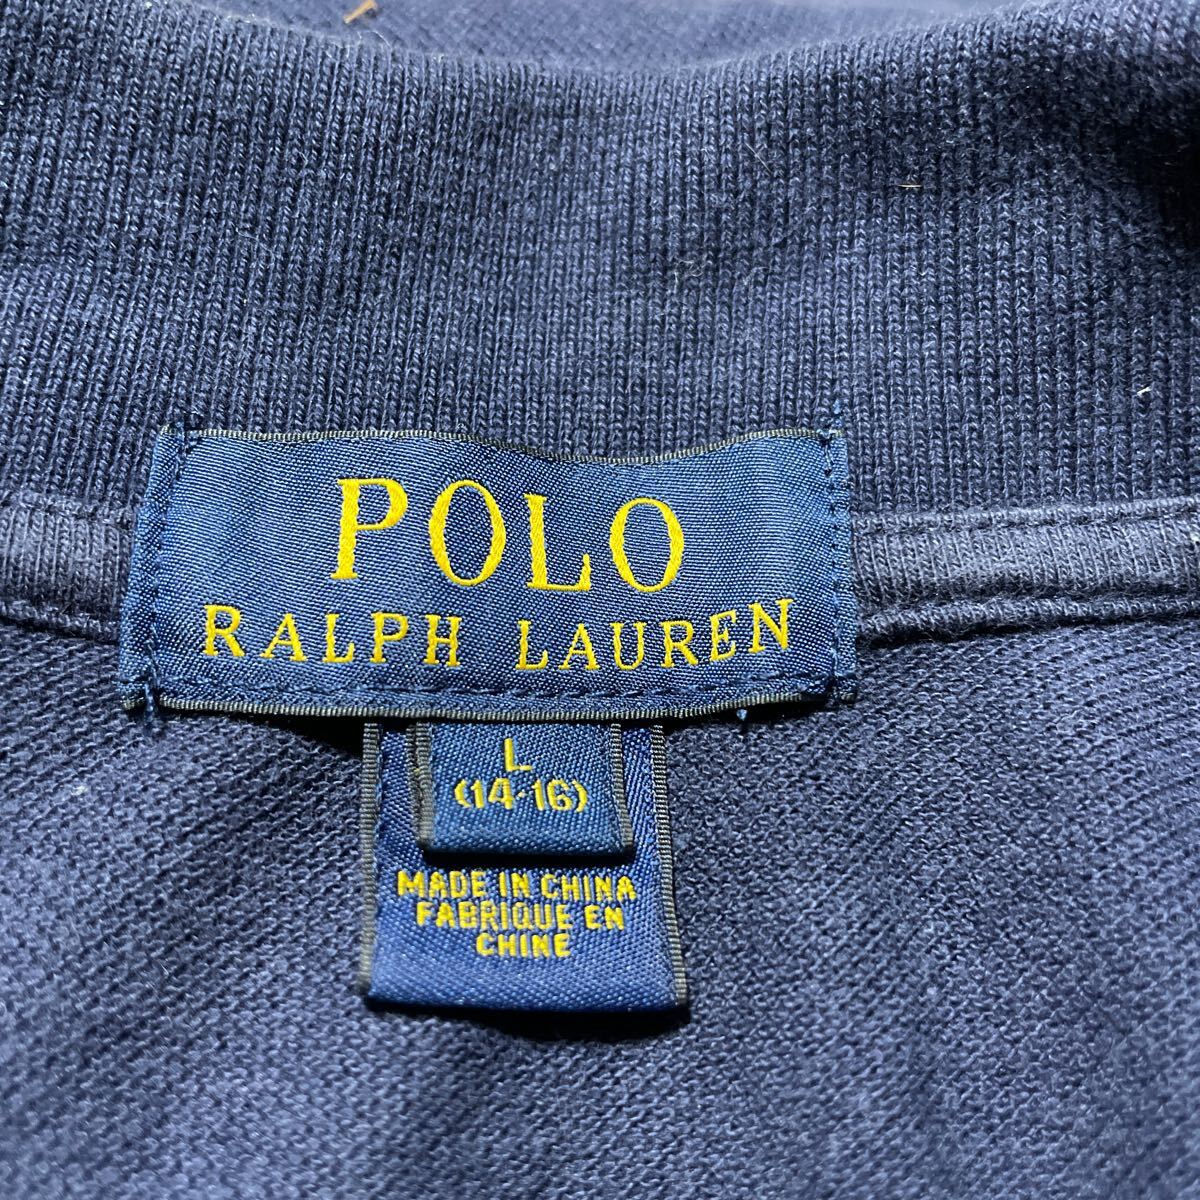 POLO
RALPH LAUREN
L
(14-16)
MADE IN CHINA
FABRIQUE EN
CHINE